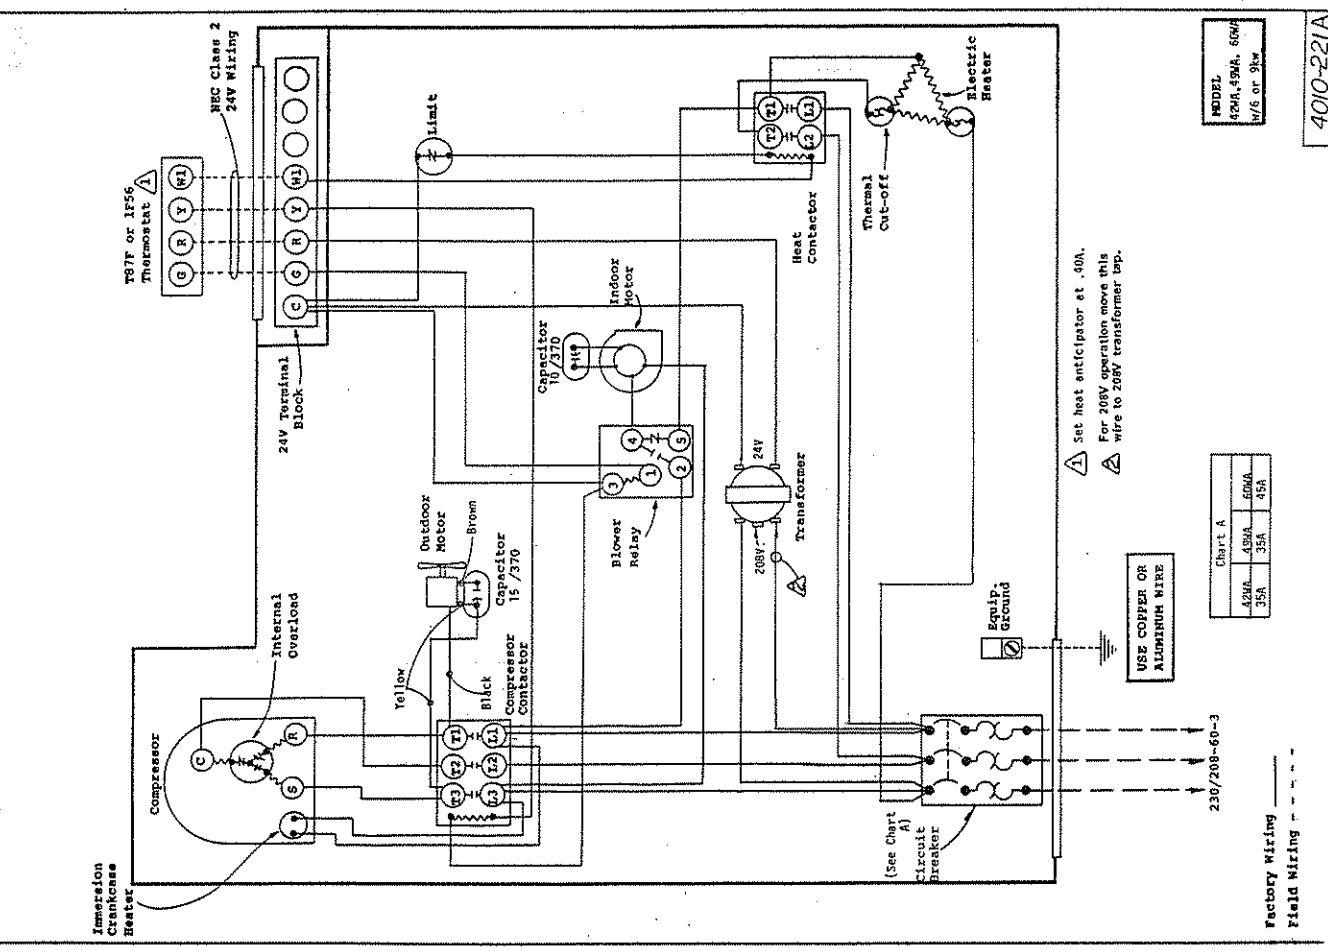 4010-221A
MODEL
42WA,49WA, 60WA
w/6 or 9kw
NEC Class 2
24V Wiring
T87F or 1F56
Thermostat 1
W1
Y
R
G
W1
Y
R
G
C
24V Terminal
Block
Limit
Electric
Heater
T1
L1
T2
L2
Thermal
Cut-off
Heat
Contactor
Indoor
Motor
Capacitor
10/370
4
5
3
1
2
Blower
Relay
24V
208V
Transformer
2
1 Set heat anticipator at .40A.
2 For 208V operation move this
wire to 208V transformer tap.
Outdoor
Motor
Brown
Capacitor
15/370
Internal
Overload
Yellow
Black
Compressor
Contactor
T1
L1
T2
L2
T3
L3
Compressor
C
R
S
Immersion
Crankcase
Heater
Equip.
Ground
USE COPPER OR
ALUMINUM WIRE
Chart A
42WA 49WA 60WA
35A 35A 45A
(See Chart
A)
Circuit
Breaker
230/208-60-3
Factory Wiring
Field Wiring